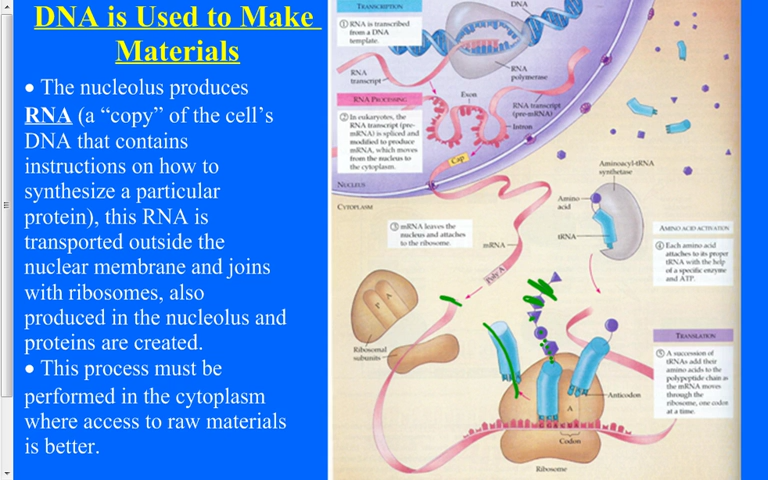 DNA is Used to Make
Materials
• The nucleolus produces
RNA (a “copy” of the cell’s
DNA that contains
instructions on how to
synthesize a particular
protein), this RNA is
transported outside the
nuclear membrane and joins
with ribosomes, also
produced in the nucleolus and
proteins are created.
• This process must be
performed in the cytoplasm
where access to raw materials
is better.
TRANSCRIPTION
① RNA is transcribed
from a DNA
template.
DNA
RNA
transcript
RNA
polymerase
RNA PROCESSING
② In eukaryotes, the
RNA transcript (pre-
mRNA) is spliced and
modified to produce
mRNA, which moves
from the nucleus to the
cytoplasm.
Exon
RNA transcript
(pre-mRNA)
Intron
Cap
NUCLEUS
CYTOPLASM
③ mRNA leaves the
nucleus and attaches
to the ribosome.
mRNA
Poly A
Aminoacyl-tRNA
synthetase
Amino
acid
tRNA
AMINO ACID ACTIVATION
④ Each amino acid
attaches to its proper
tRNA with the help
of a specific enzyme
and ATP.
P A
Ribosomal
subunits
TRANSLATION
⑤ A succession of
tRNAs add their
amino acids to the
polypeptide chain as
the mRNA moves
through the
ribosome, one codon
at a time.
Anticodon
A
Codon
Ribosome